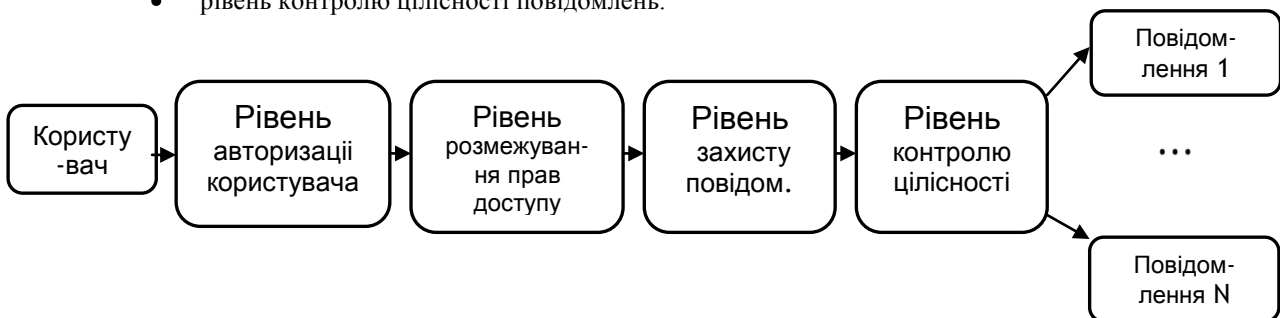 • рівень контролю цілісності повідомлень.
Користу
-вач
Рівень
авторизаціі
користувача
Рівень
розмежуван-
ня прав
доступу
Рівень
захисту
повідом.
Рівень
контролю
цілісності
Повідом-
лення 1
...
Повідом-
лення N